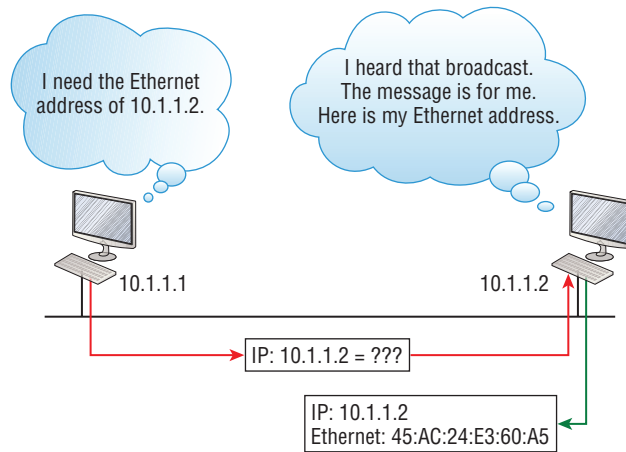 I need the Ethernet
address of 10.1.1.2.
I heard that broadcast.
The message is for me.
Here is my Ethernet address.
10.1.1.1
10.1.1.2
IP: 10.1.1.2 = ???
IP: 10.1.1.2
Ethernet: 45:AC:24:E3:60:A5